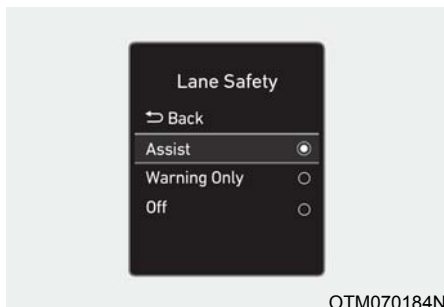 Lane Safety
Back
Assist
Warning Only
Off
OTM070184N